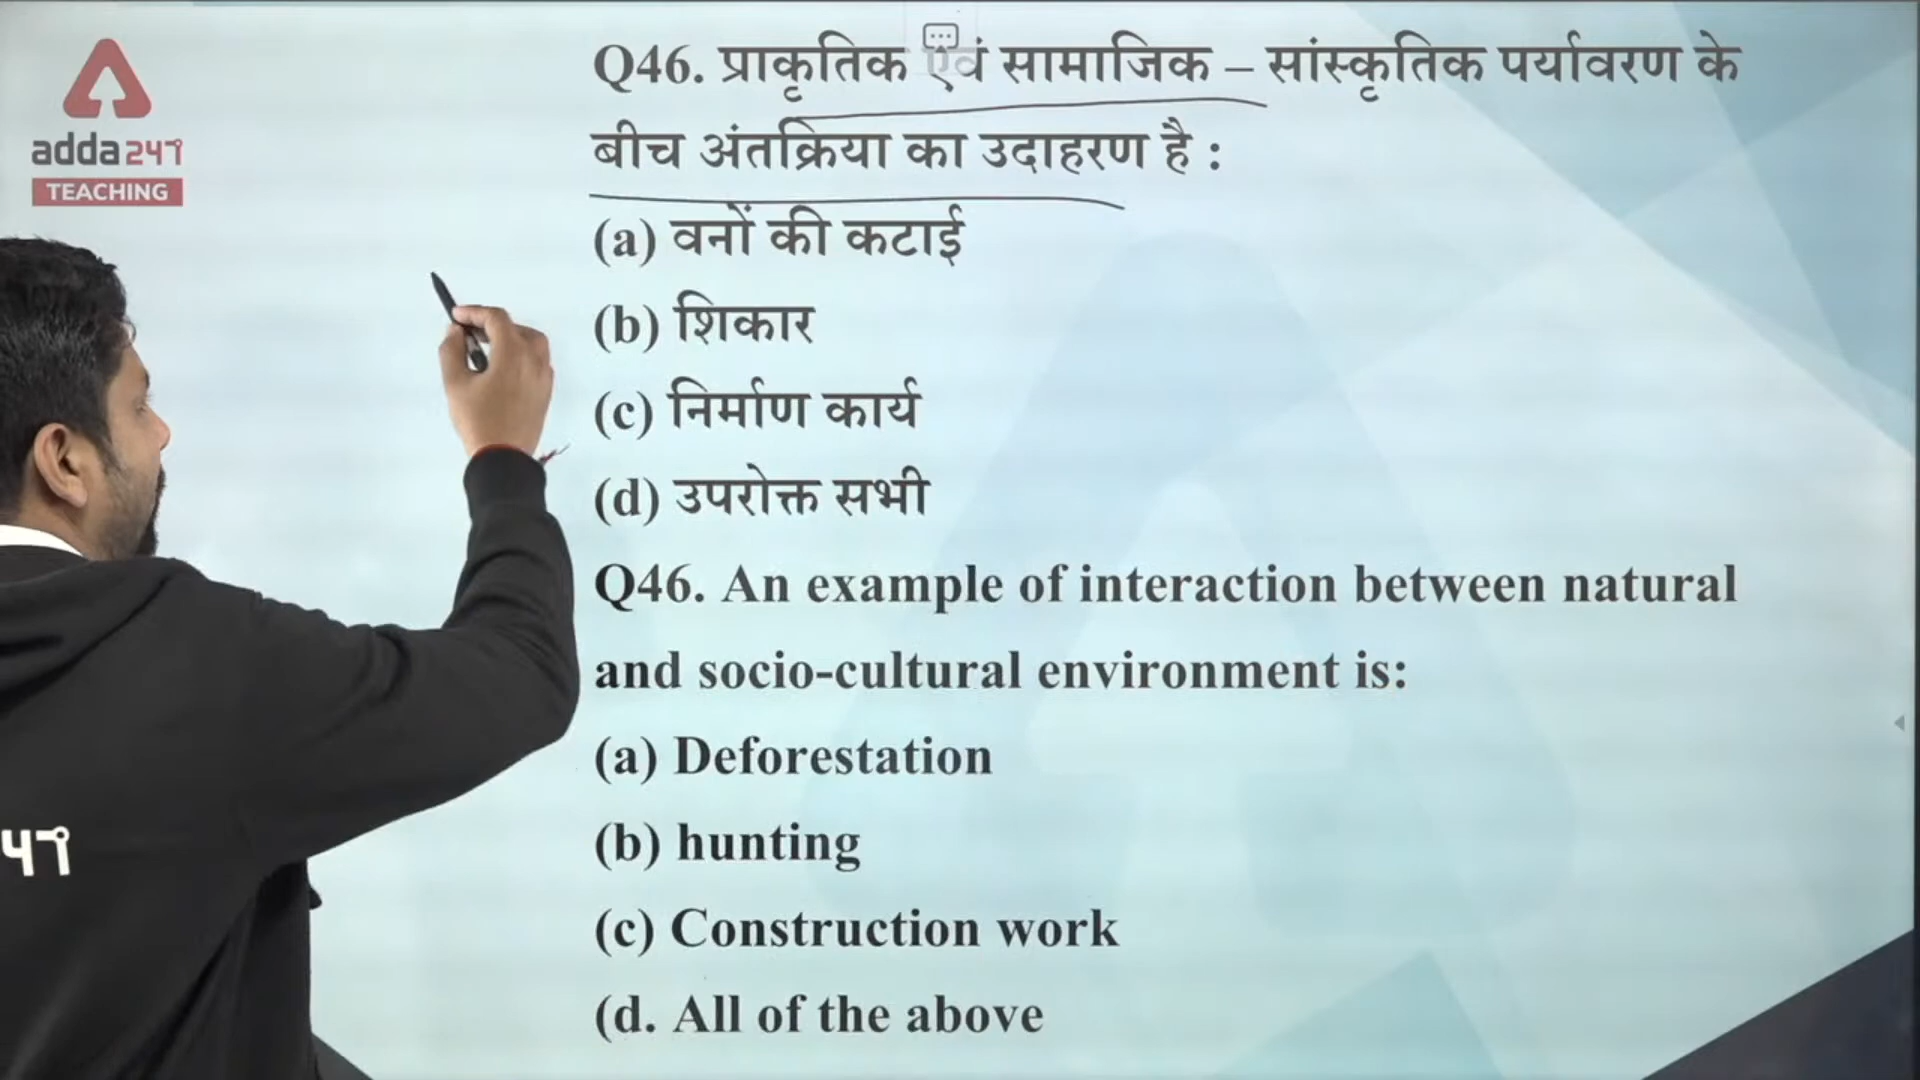 adda247
TEACHING
Q46. प्राकृतिक एवं सामाजिक – सांस्कृतिक पर्यावरण के
बीच अंतक्रिया का उदाहरण है :
(a) वनों की कटाई
(b) शिकार
(c) निर्माण कार्य
(d) उपरोक्त सभी
Q46. An example of interaction between natural
and socio-cultural environment is:
(a) Deforestation
(b) hunting
(c) Construction work
(d. All of the above
47